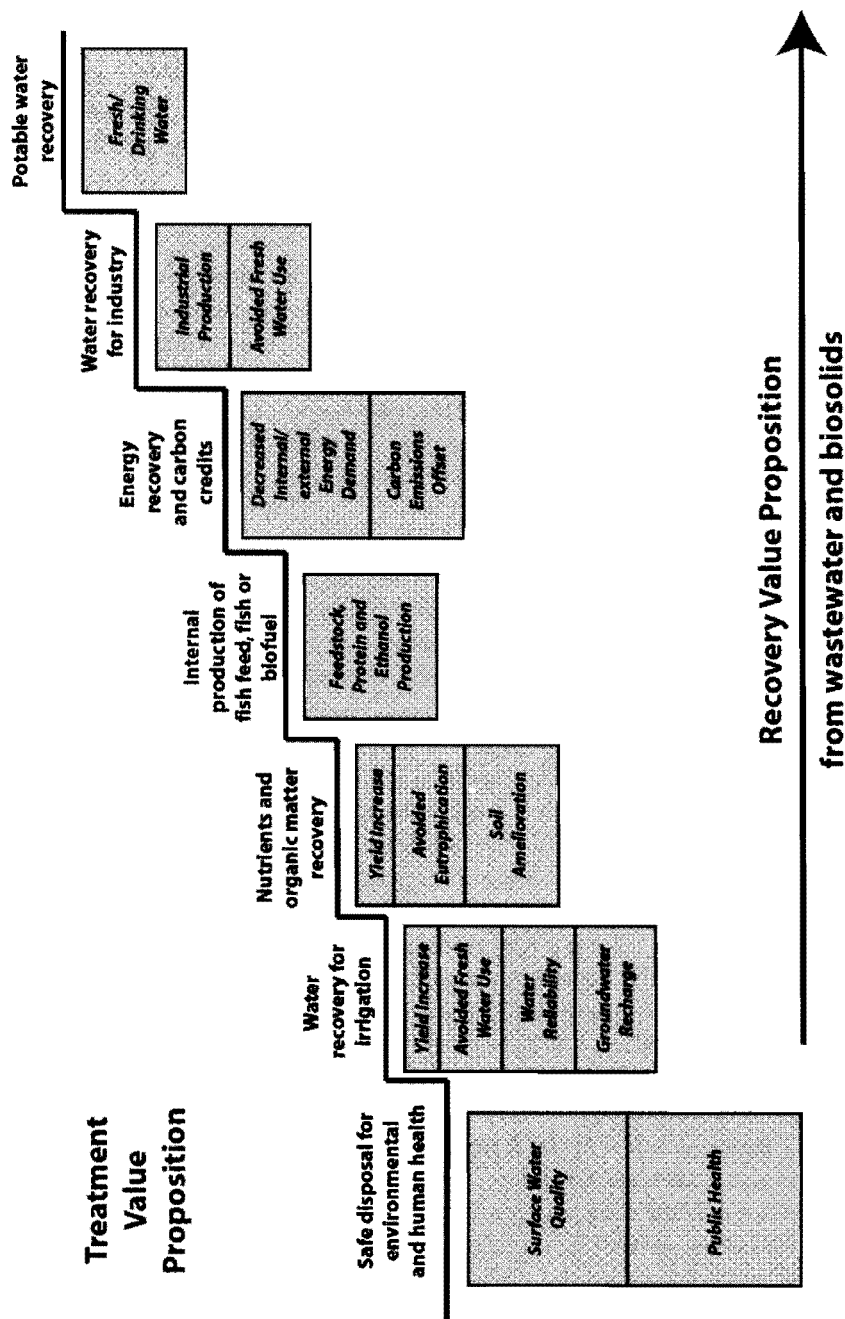 Treatment
Value
Proposition
Safe disposal for
environmental
and human health
Surface Water
Quality
Public Health
Water
recovery for
irrigation
Yield Increase
Avoided Fresh
Water Use
Water
Reliability
Groundwater
Recharge
Nutrients and
organic matter
recovery
Yield Increase
Avoided
Eutrophication
Soil
Amelioration
Internal
production of
fish feed, fish or
biofuel
Feedstock,
Protein and
Ethanol
Production
Energy
recovery
and carbon
credits
Decreased
Internal/
external
Energy
Demand
Carbon
Emissions
Offset
Water recovery
for industry
Industrial
Production
Avoided Fresh
Water Use
Potable water
recovery
Fresh/
Drinking
Water
Recovery Value Proposition
from wastewater and biosolids